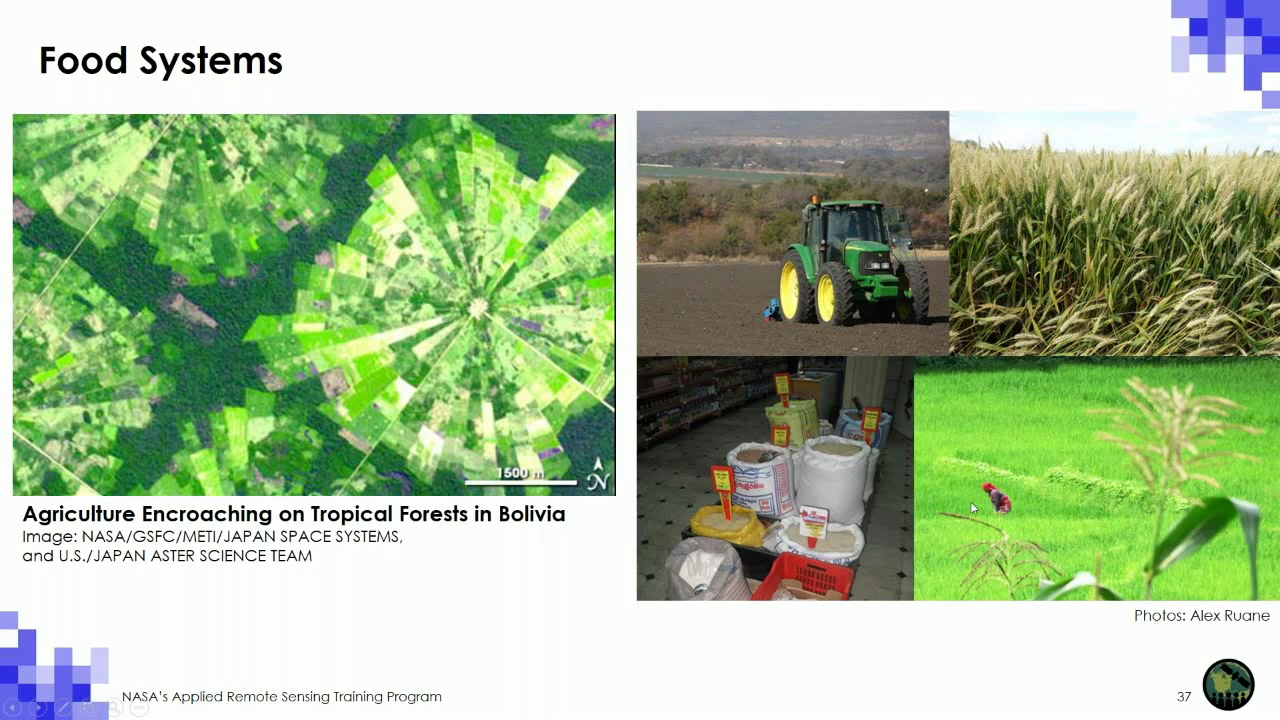 Food Systems
1500 m
N
Agriculture Encroaching on Tropical Forests in Bolivia
Image: NASA/GSFC/METI/JAPAN SPACE SYSTEMS,
and U.S./JAPAN ASTER SCIENCE TEAM
Photos: Alex Ruane
NASA's Applied Remote Sensing Training Program
37